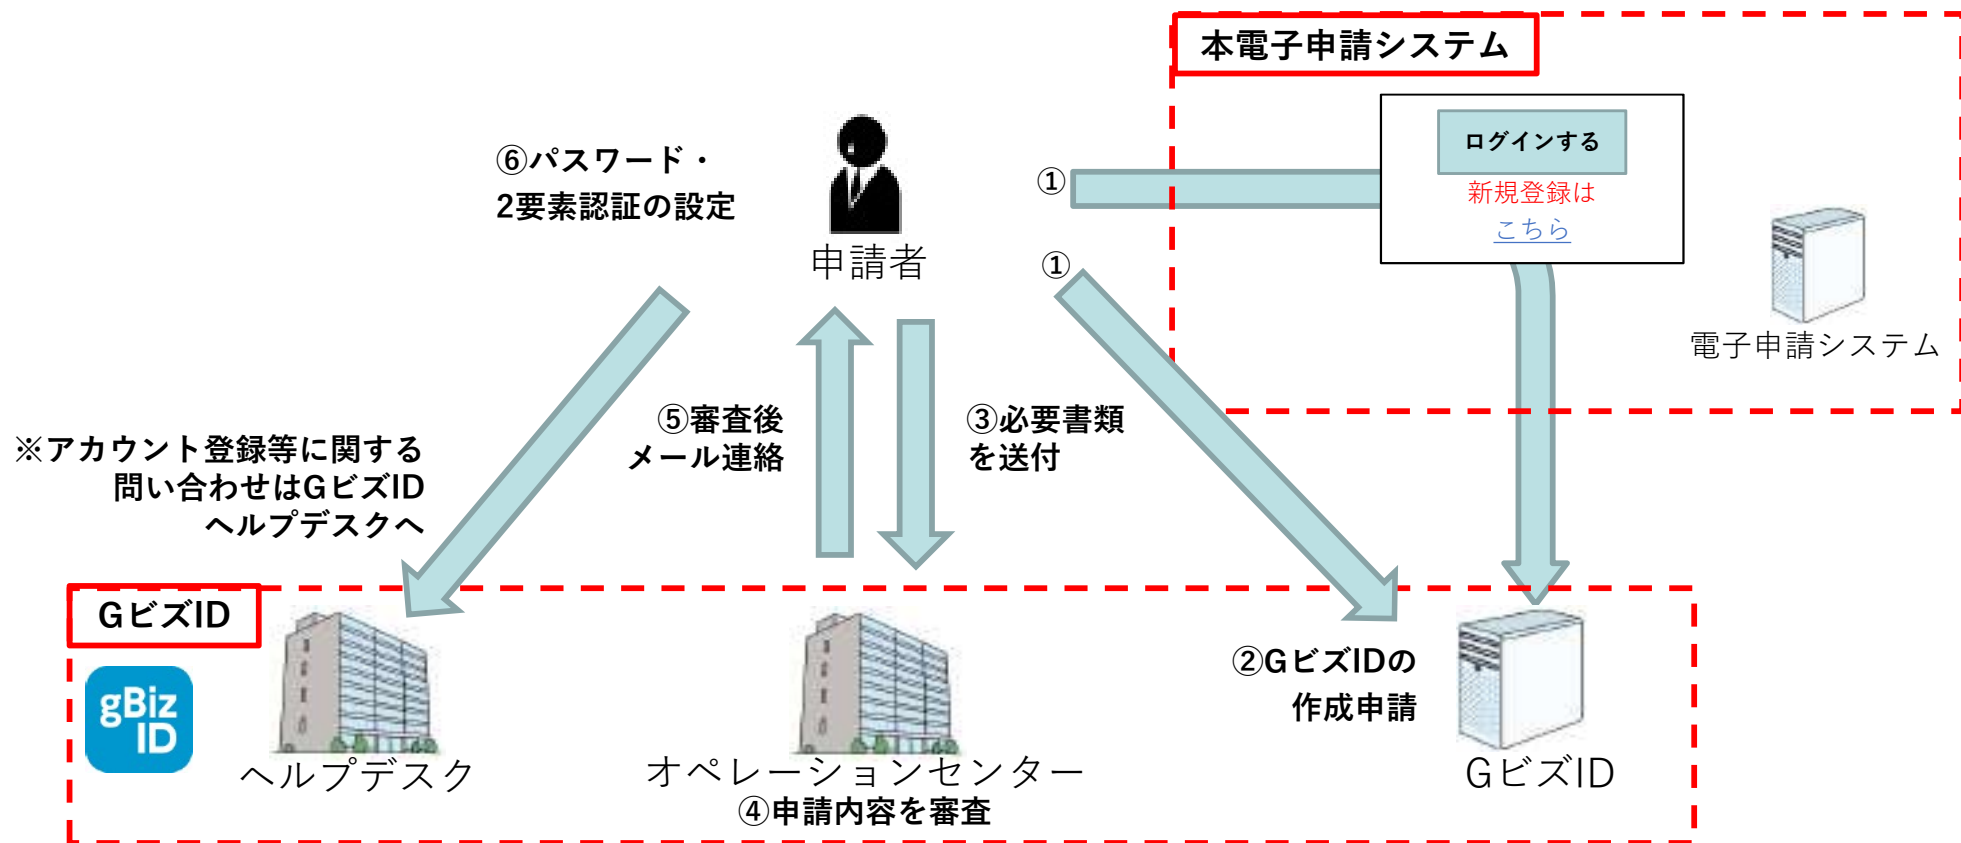 本電子申請システム
ログインする
新規登録は
こちら
電子申請システム
⑥パスワード・
2要素認証の設定
申請者
①
①
⑤審査後
メール連絡
③必要書類
を送付
※アカウント登録等に関する
問い合わせはGビズID
ヘルプデスクへ
GビズID
gBiz
ID
ヘルプデスク
オペレーションセンター
④申請内容を審査
②GビズIDの
作成申請
GビズID